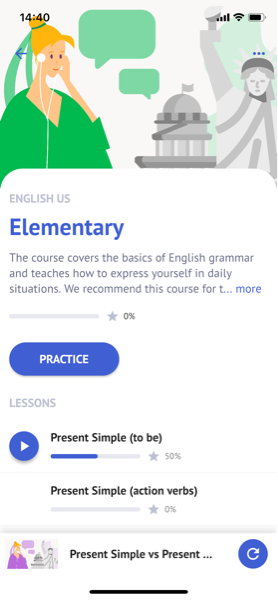 14:40
ENGLISH US
Elementary
The course covers the basics of English grammar
and teaches how to express yourself in daily
situations. We recommend this course for t... more
0%
PRACTICE
LESSONS
Present Simple (to be)
50%
Present Simple (action verbs)
0%
Present Simple vs Present ...